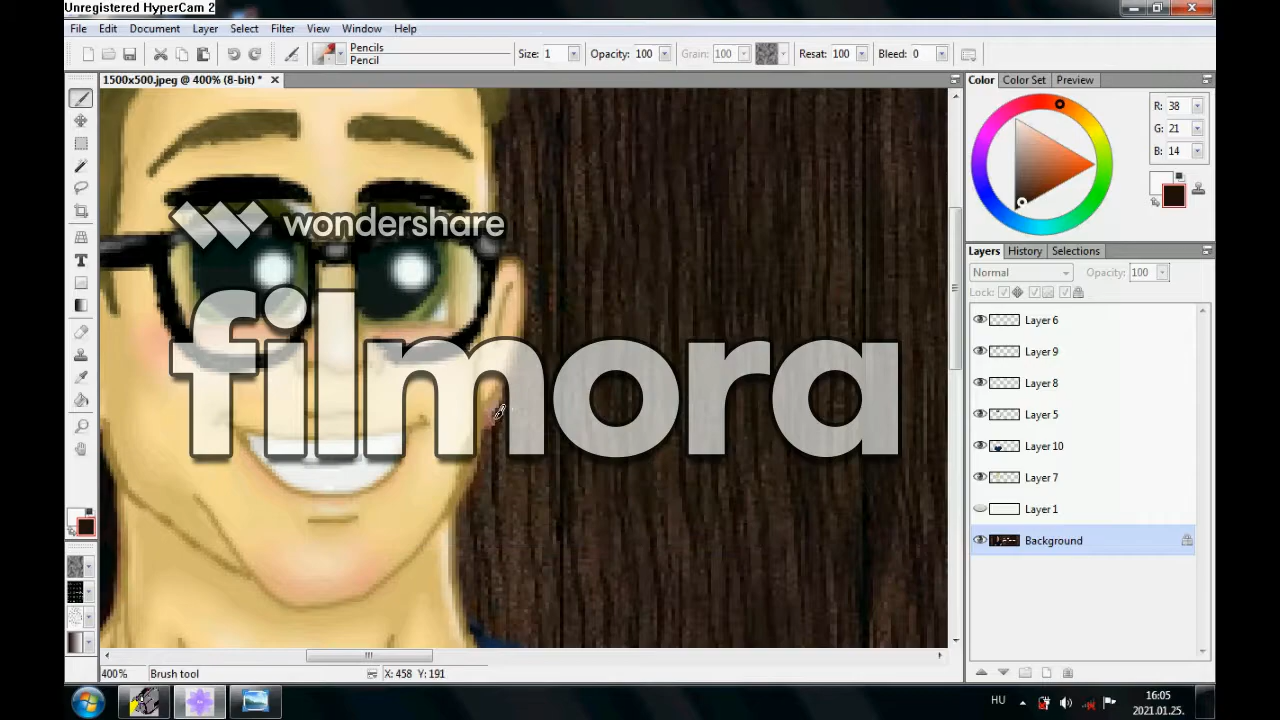 Unregistered HyperCam 2
File Edit Document Layer Select Filter View Window Help
Pencils
Pencil
Size: 1 Opacity: 100 Grain: 100 Resat: 100 Bleed: 0
1500x500.jpeg @ 400% (8-bit) *
Color Color Set Preview
R: 38
G: 21
B: 14
wondershare
filmora
Layers History Selections
Normal Opacity: 100
Lock:
Layer 6
Layer 9
Layer 8
Layer 5
Layer 10
Layer 7
Layer 1
Background
400% Brush tool X: 458 Y: 191
HU 16:05
2021.01.25.